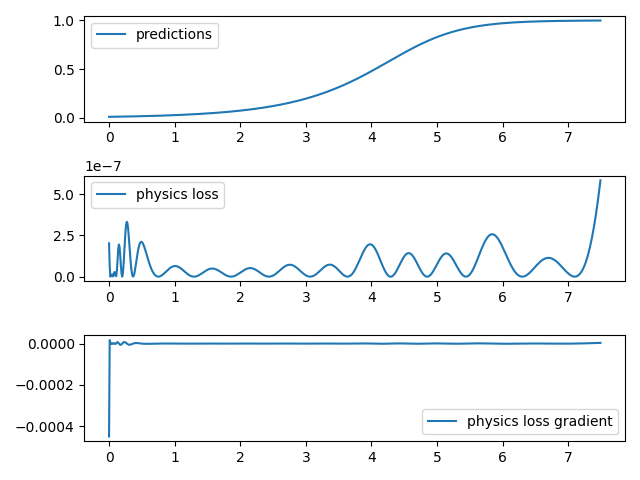 1.0
predictions
0.5
0.0
0 1 2 3 4 5 6 7
1e−7
physics loss
5.0
2.5
0.0
0 1 2 3 4 5 6 7
0.0000
−0.0002
−0.0004
physics loss gradient
0 1 2 3 4 5 6 7